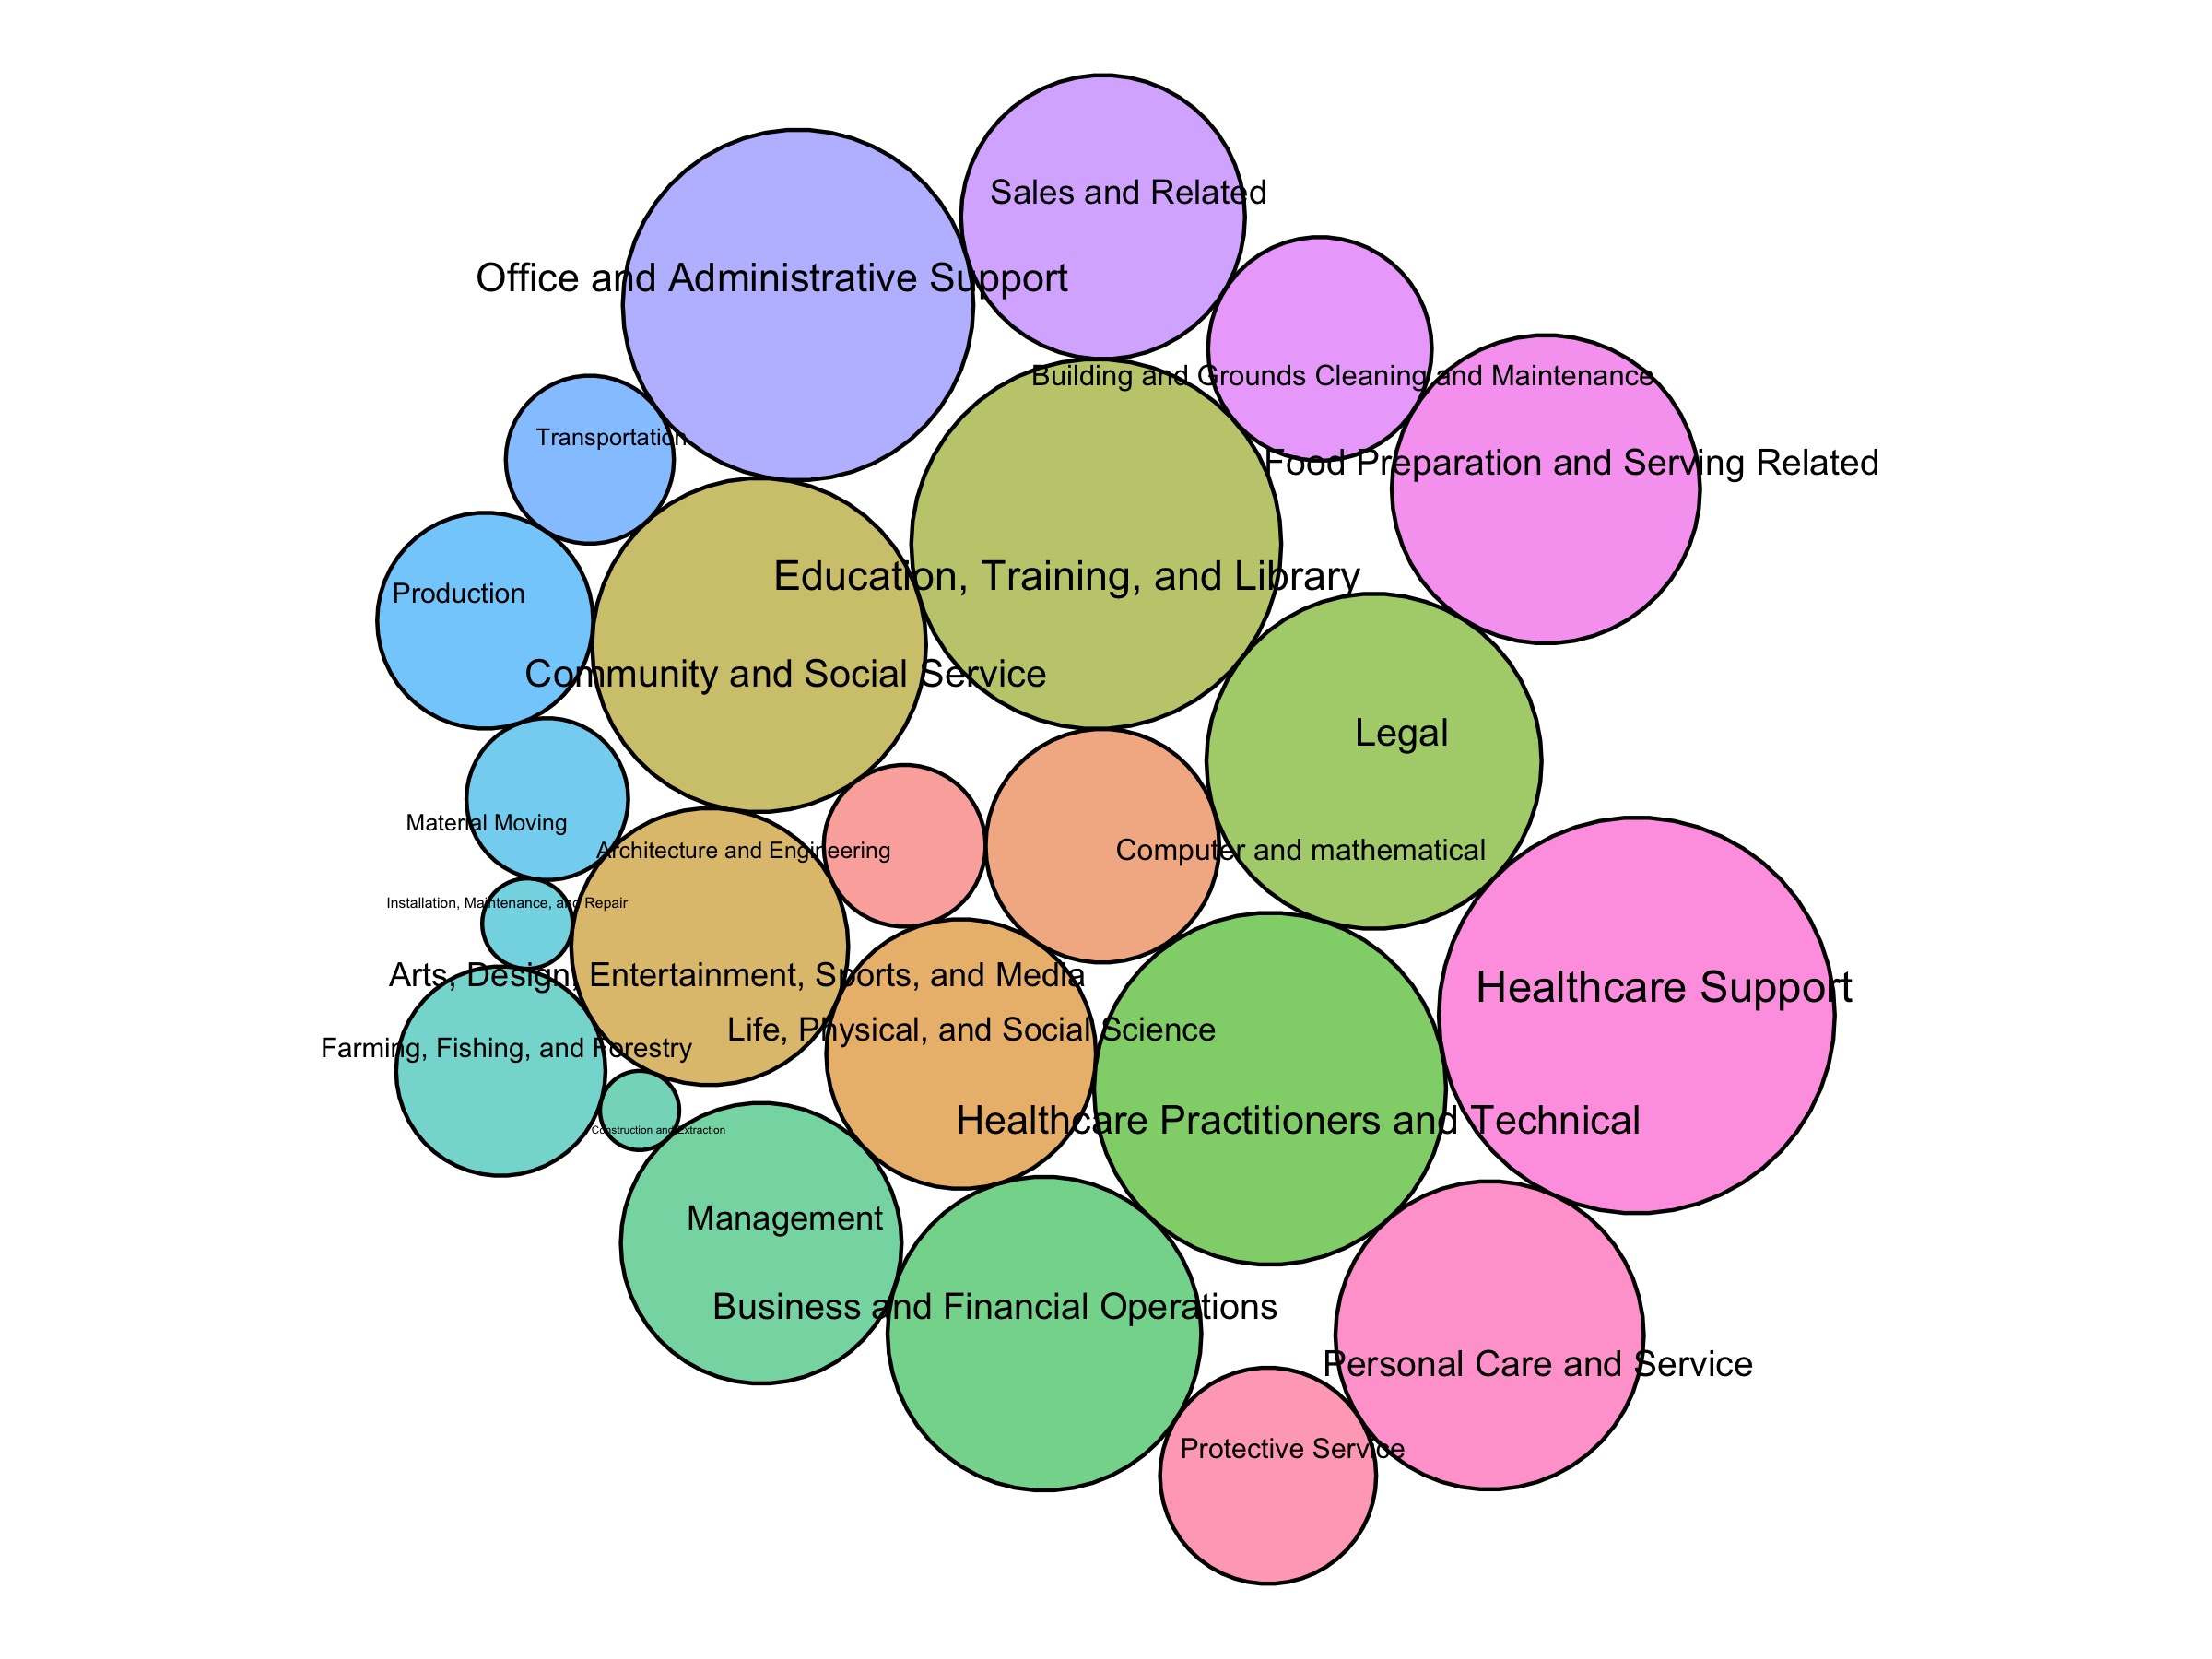 Sales and Related
Office and Administrative Support
Building and Grounds Cleaning and Maintenance
Transportation
Food Preparation and Serving Related
Education, Training, and Library
Production
Community and Social Service
Legal
Material Moving
Architecture and Engineering
Computer and mathematical
Installation, Maintenance, and Repair
Arts, Design, Entertainment, Sports, and Media
Healthcare Support
Life, Physical, and Social Science
Farming, Fishing, and Forestry
Healthcare Practitioners and Technical
Construction and Extraction
Management
Business and Financial Operations
Personal Care and Service
Protective Service